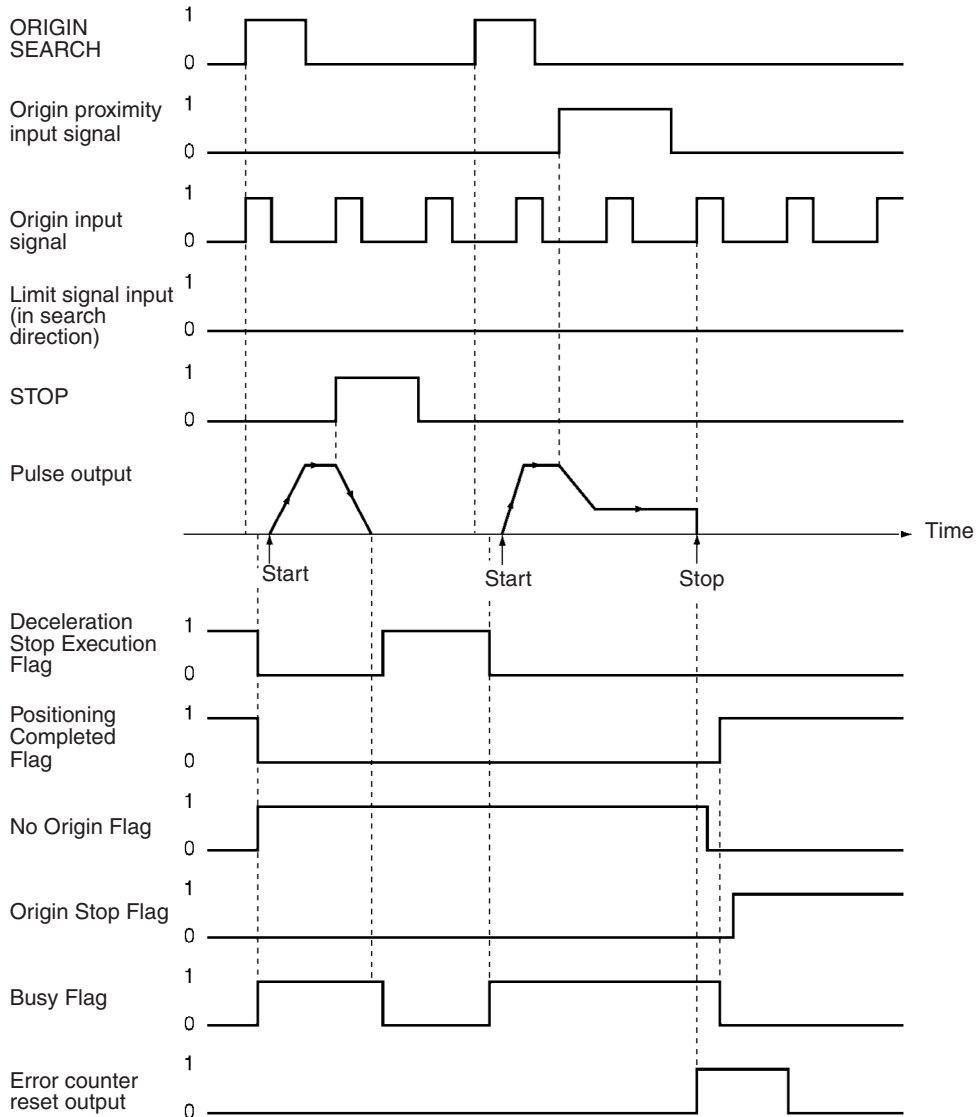 1
ORIGIN
SEARCH
0
1
Origin proximity
input signal
0
1
Origin input
signal
0
1
Limit signal input
(in search
direction)
0
1
STOP
0
Pulse output
Time
Start
Start
Stop
Deceleration
Stop Execution
Flag
1
0
Positioning
Completed
Flag
1
0
1
No Origin Flag
0
1
Origin Stop Flag
0
1
Busy Flag
0
1
Error counter
reset output
0